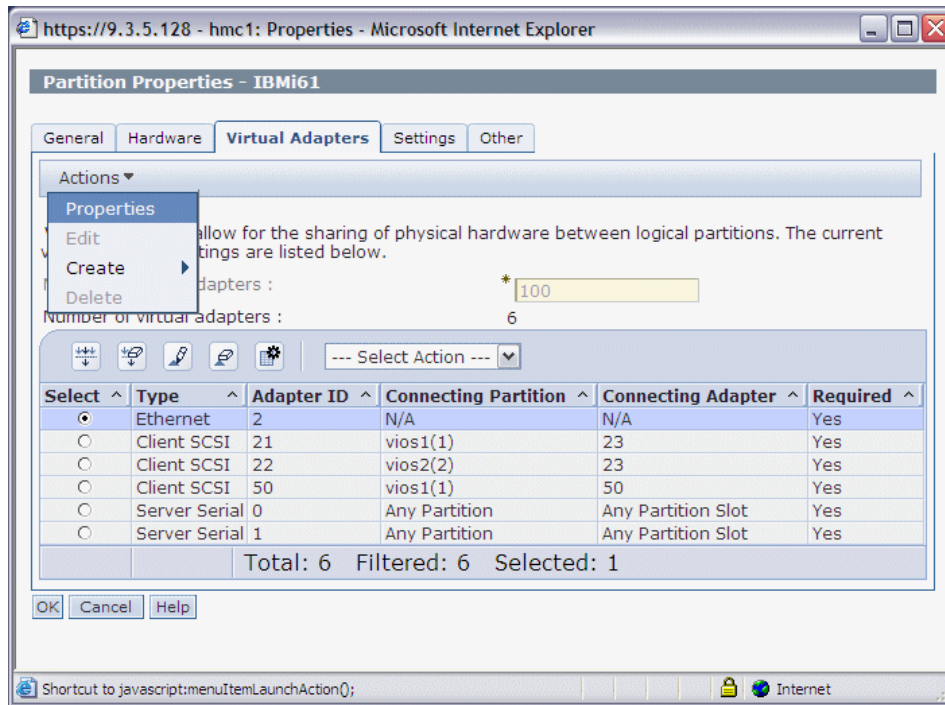 https://9.3.5.128 - hmc1: Properties - Microsoft Internet Explorer
Partition Properties - IBMi61
General Hardware Virtual Adapters Settings Other
Actions
Properties
allow for the sharing of physical hardware between logical partitions. The current
Edit
tings are listed below.
Create
dapters : * 100
Delete
Number of virtual adapters : 6
--- Select Action ---
Select ^ Type ^ Adapter ID ^ Connecting Partition ^ Connecting Adapter ^ Required ^
Ethernet 2 N/A N/A Yes
Client SCSI 21 vios1(1) 23 Yes
Client SCSI 22 vios2(2) 23 Yes
Client SCSI 50 vios1(1) 50 Yes
Server Serial 0 Any Partition Any Partition Slot Yes
Server Serial 1 Any Partition Any Partition Slot Yes
Total: 6 Filtered: 6 Selected: 1
OK Cancel Help
Shortcut to javascript:menuItemLaunchAction(); Internet